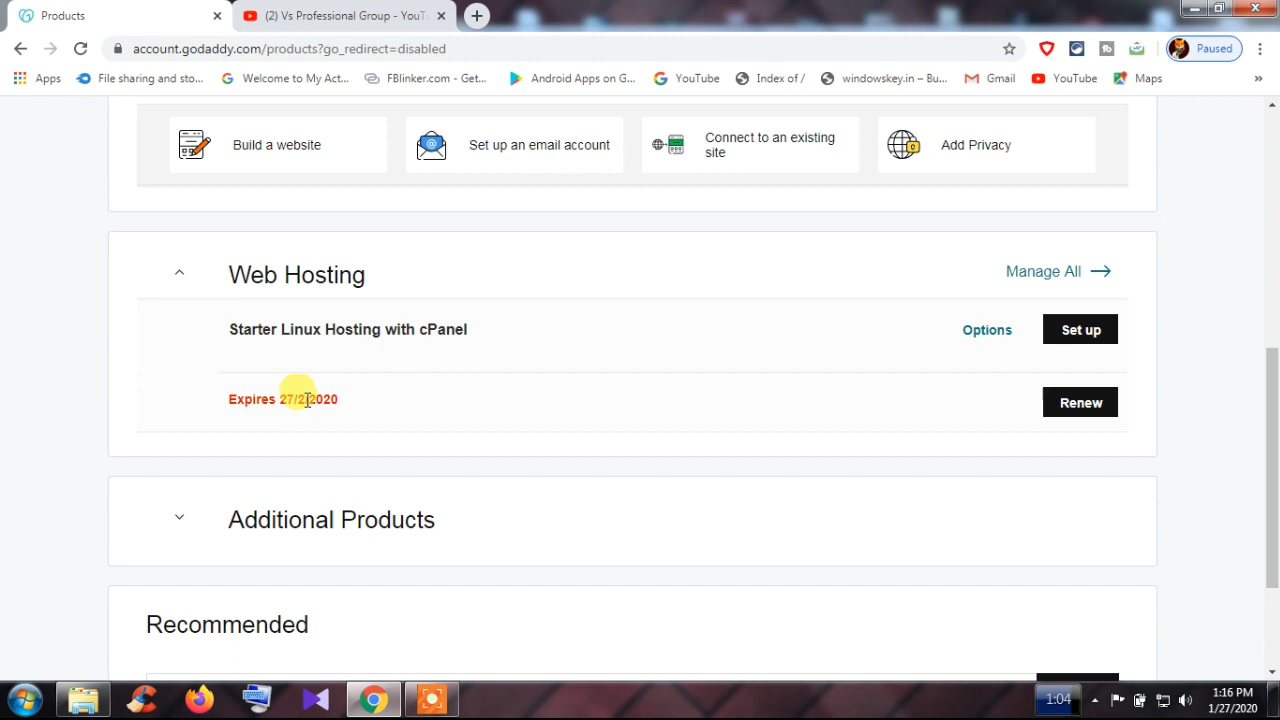 Products
(2) Vs Professional Group - YouTu
account.godaddy.com/products?go_redirect=disabled
Paused
Apps
File sharing and sto...
Welcome to My Act...
FBlinker.com - Get...
Android Apps on G...
YouTube
Index of /
windowskey.in – Bu...
Gmail
YouTube
Maps
»
Build a website
Set up an email account
Connect to an existing
site
Add Privacy
Web Hosting
Manage All
Starter Linux Hosting with cPanel
Options
Set up
Expires 27/2/2020
Renew
Additional Products
Recommended
1:04
1:16 PM
1/27/2020